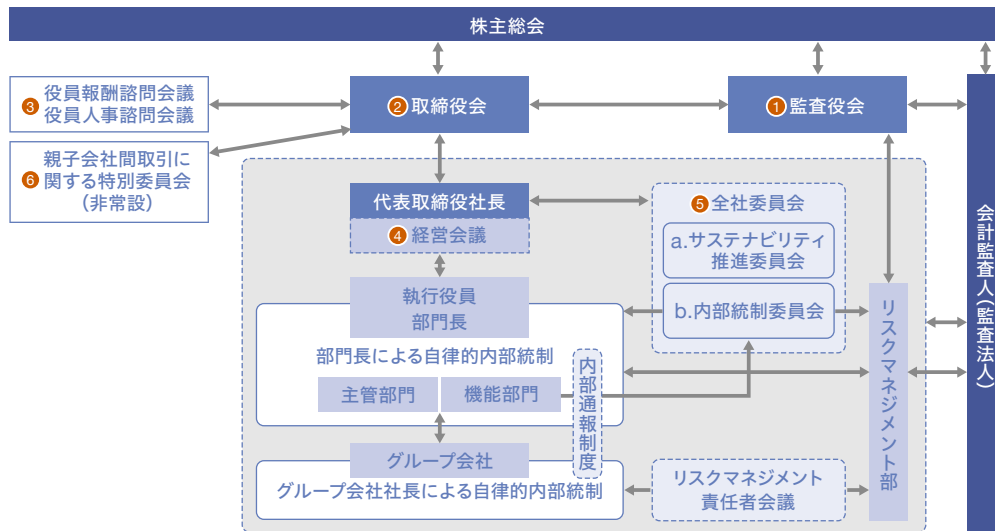 株主総会
③ 役員報酬諮問会議
役員人事諮問会議
② 取締役会
① 監査役会
⑥ 親子会社間取引に
関する特別委員会
(非常設)
代表取締役社長
④ 経営会議
⑤ 全社委員会
a.サステナビリティ
推進委員会
b.内部統制委員会
執行役員
部門長
部門長による自律的内部統制
主管部門
機能部門
内部通報制度
グループ会社
グループ会社社長による自律的内部統制
リスクマネジメント
責任者会議
リスクマネジメント部
会計監査人(監査法人)